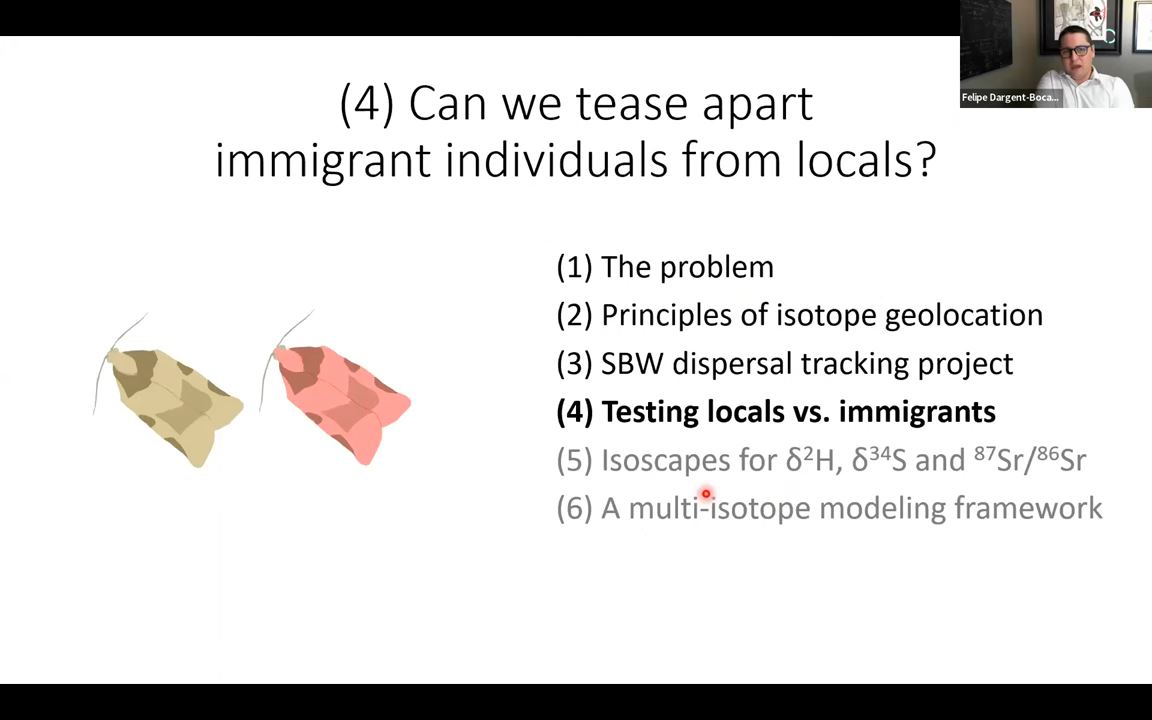 (4) Can we tease apart
immigrant individuals from locals?
Felipe Dargent-Boca...
(1) The problem
(2) Principles of isotope geolocation
(3) SBW dispersal tracking project
(4) Testing locals vs. immigrants
(5) Isoscapes for δ²H, δ³⁴S and ⁸⁷Sr/⁸⁶Sr
(6) A multi-isotope modeling framework